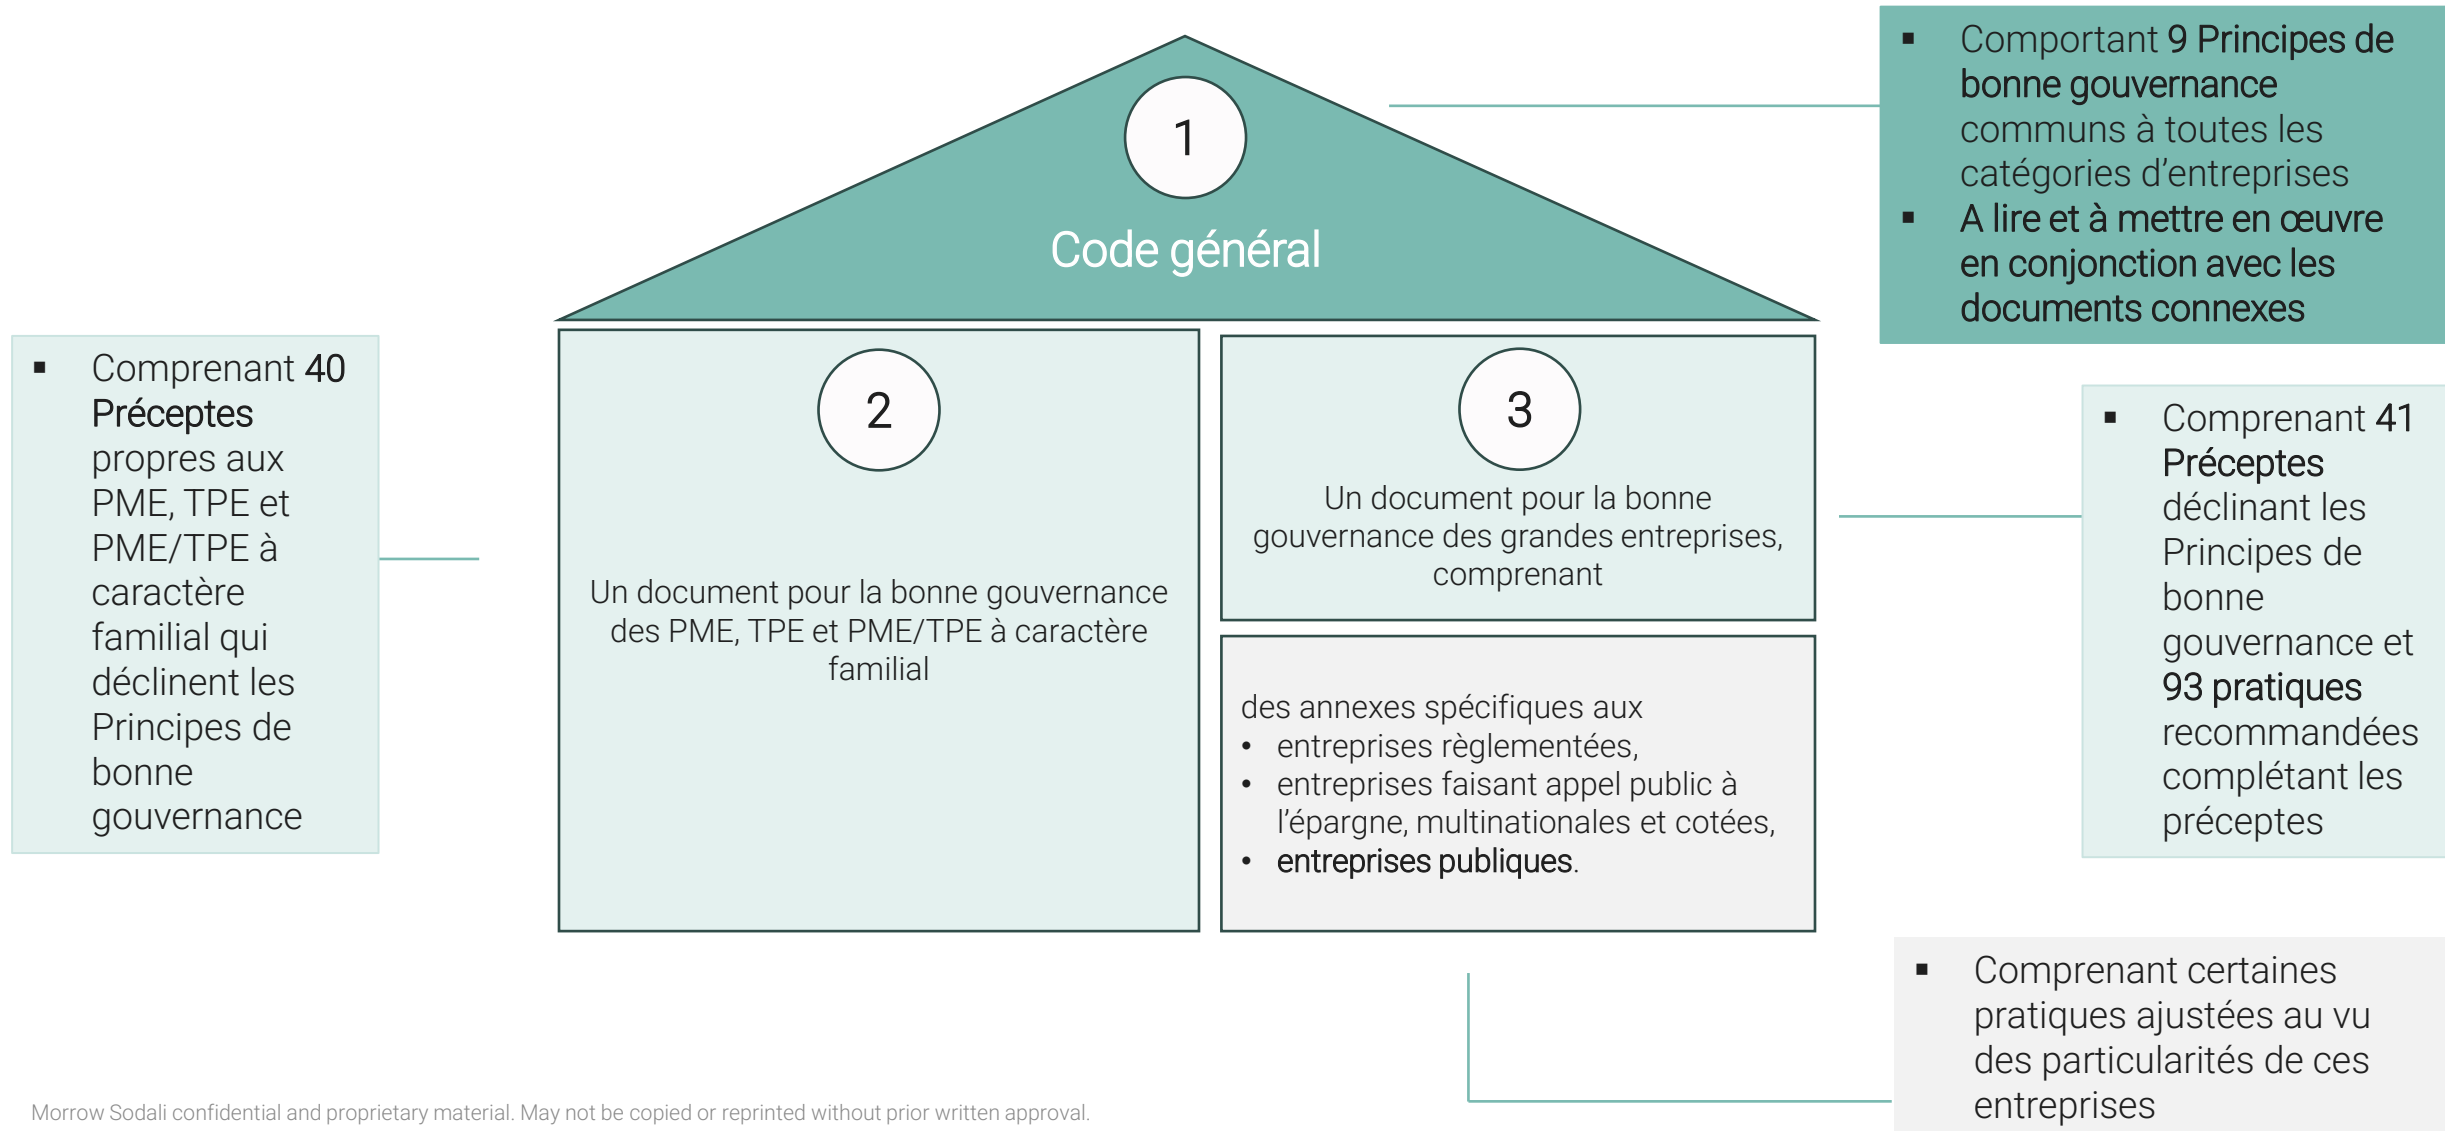 1
Code général
▪ Comportant 9 Principes de
bonne gouvernance
communs à toutes les
catégories d'entreprises
▪ A lire et à mettre en œuvre
en conjonction avec les
documents connexes
▪ Comprenant 40
Préceptes
propres aux
PME, TPE et
PME/TPE à
caractère
familial qui
déclinent les
Principes de
bonne
gouvernance
2
Un document pour la bonne gouvernance
des PME, TPE et PME/TPE à caractère
familial
3
Un document pour la bonne
gouvernance des grandes entreprises,
comprenant
des annexes spécifiques aux
• entreprises règlementées,
• entreprises faisant appel public à
l'épargne, multinationales et cotées,
• entreprises publiques.
▪ Comprenant 41
Préceptes
déclinant les
Principes de
bonne
gouvernance et
93 pratiques
recommandées
complétant les
préceptes
▪ Comprenant certaines
pratiques ajustées au vu
des particularités de ces
entreprises
Morrow Sodali confidential and proprietary material. May not be copied or reprinted without prior written approval.